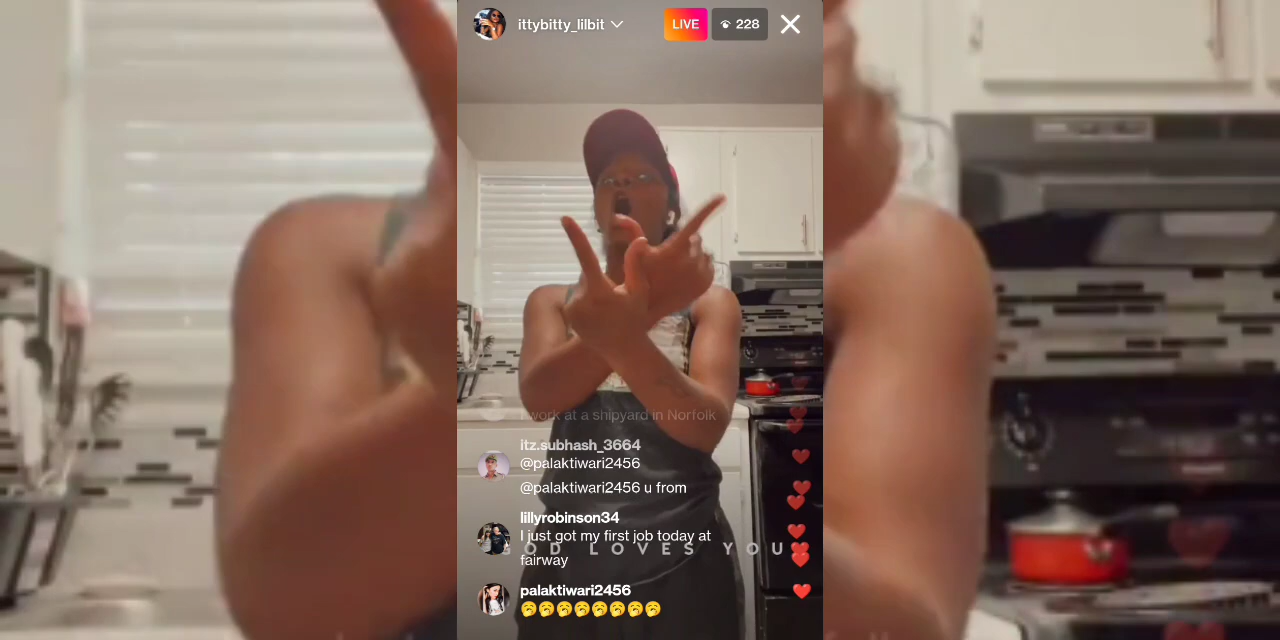 ittybitty_lilbit
LIVE
228
I work at a shipyard in Norfolk
itz.subhash_3664
@palaktiwari2456
@palaktiwari2456 u from
lillyrobinson34
I just got my first job today at
GOD LOVES YOU
fairway
palaktiwari2456
🥱🥱🥱🥱🥱🥱🥱🥱